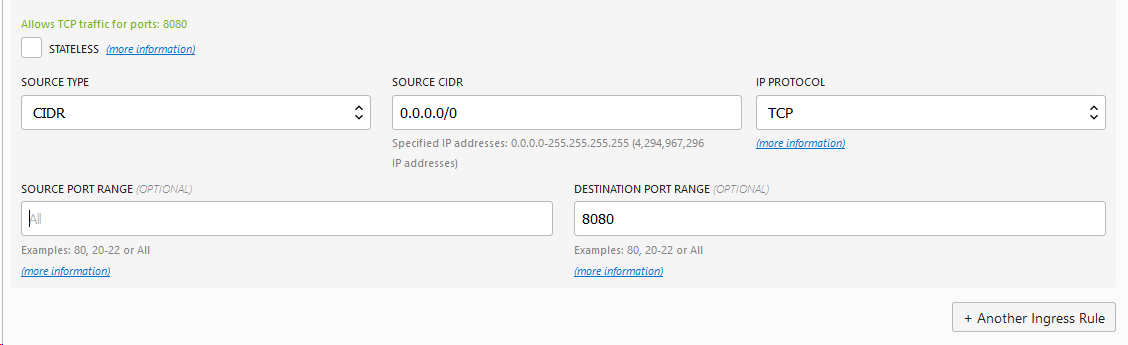 Allows TCP traffic for ports: 8080
STATELESS (more information)
SOURCE TYPE
SOURCE CIDR
IP PROTOCOL
CIDR
0.0.0.0/0
TCP
Specified IP addresses: 0.0.0.0-255.255.255.255 (4,294,967,296
IP addresses)
(more information)
SOURCE PORT RANGE (OPTIONAL)
DESTINATION PORT RANGE (OPTIONAL)
All
8080
Examples: 80, 20-22 or All
Examples: 80, 20-22 or All
(more information)
(more information)
+ Another Ingress Rule